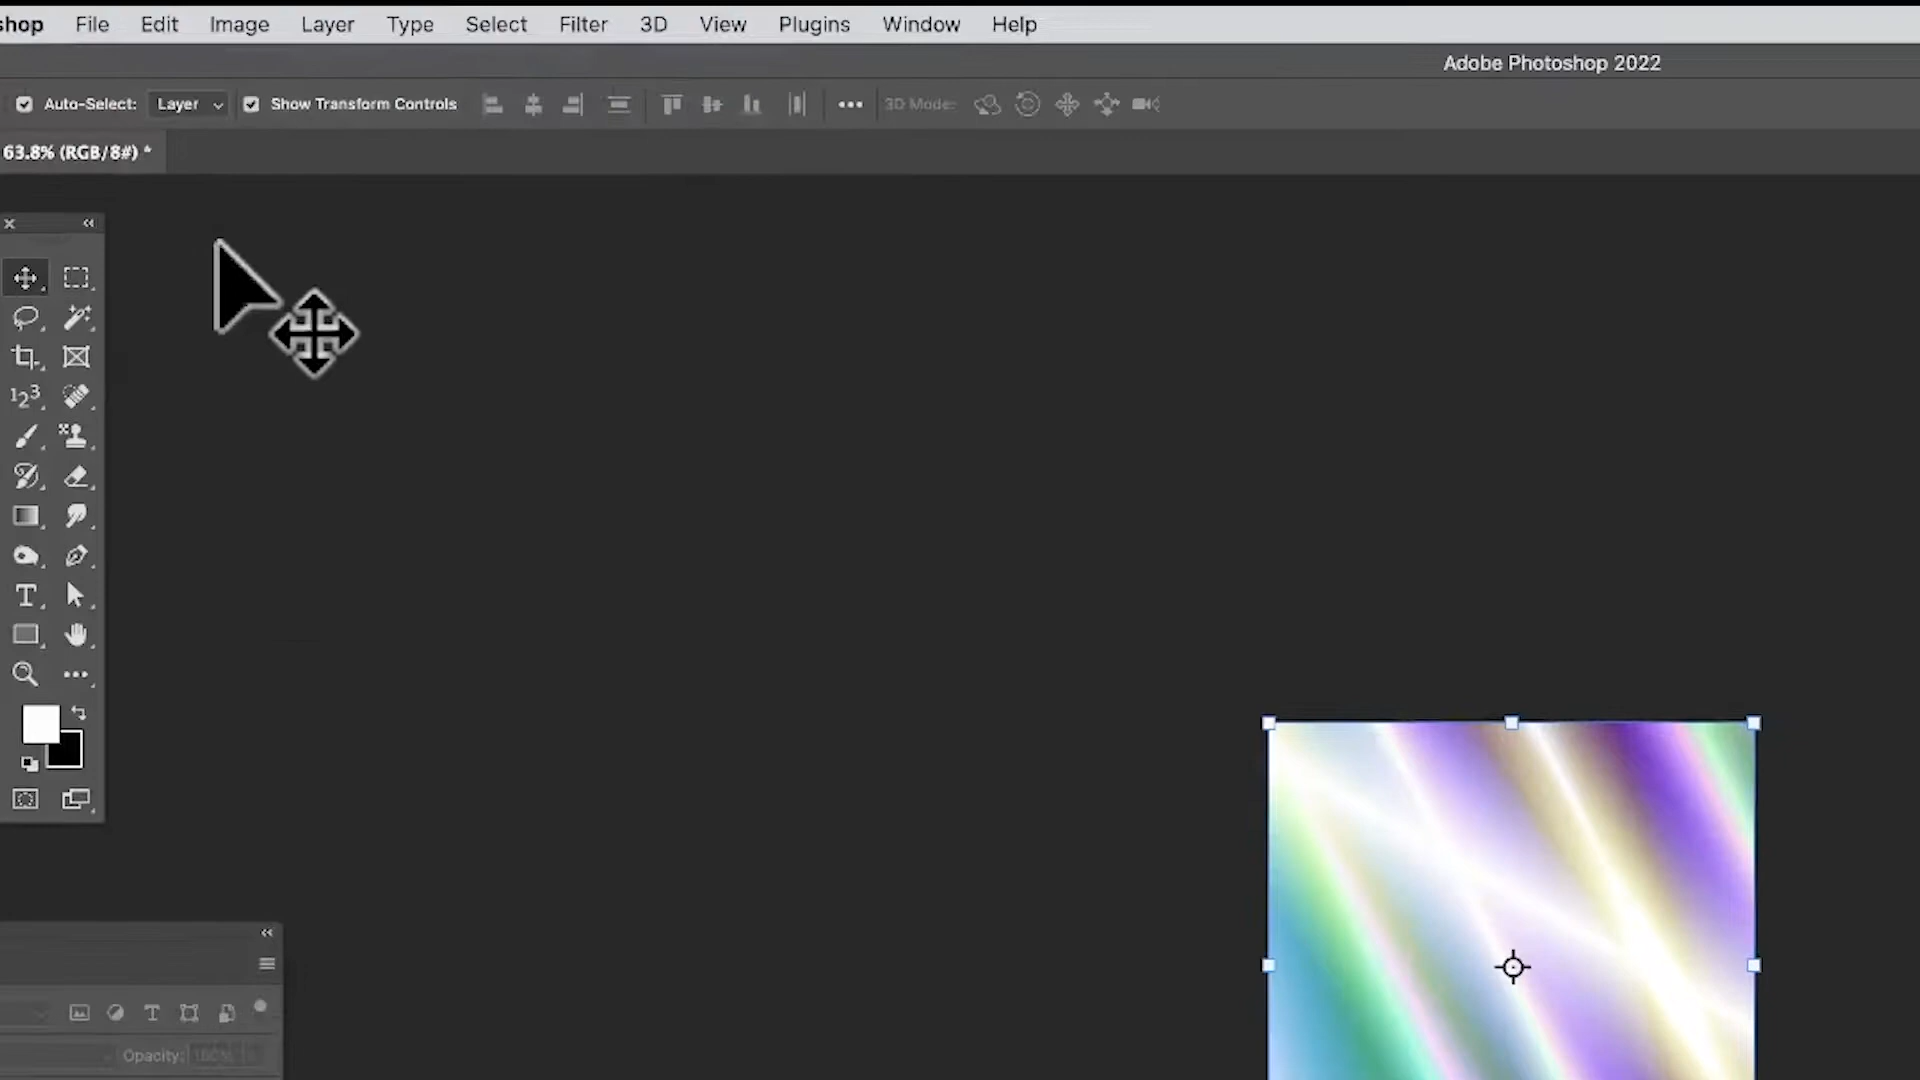 shop File Edit Image Layer Type Select Filter 3D View Plugins Window Help
Adobe Photoshop 2022
Auto-Select: Layer Show Transform Controls 3D Mode:
63.8% (RGB/8#) *
Opacity: 100%